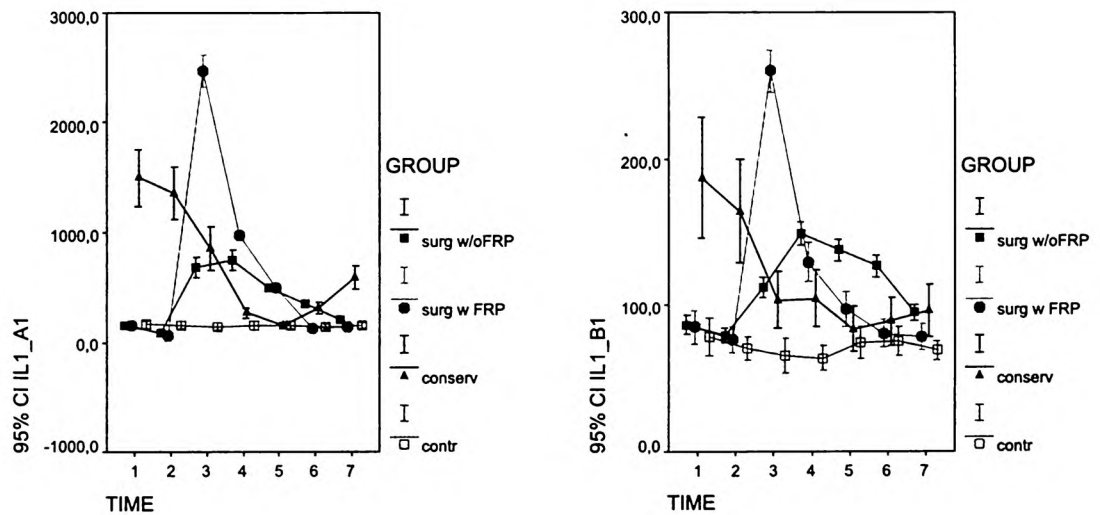 3000,0
2000,0
1000,0
0,0
-1000,0
95% CI IL1_A1
1 2 3 4 5 6 7
TIME
GROUP
surg w/oFRP
surg w FRP
conserv
contr
300,0
200,0
100,0
0,0
95% CI IL1_B1
1 2 3 4 5 6 7
TIME
GROUP
surg w/oFRP
surg w FRP
conserv
contr